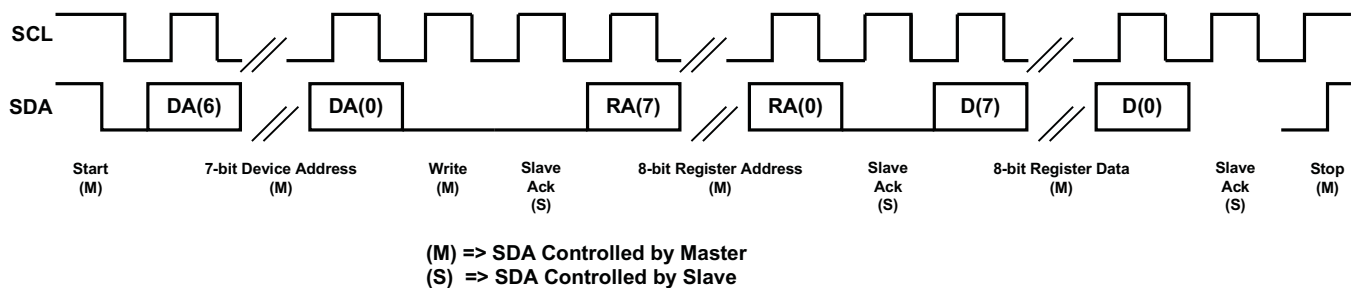 SCL
SDA
DA(6)
DA(0)
RA(7)
RA(0)
D(7)
D(0)
Start
(M)
7-bit Device Address
(M)
Write
(M)
Slave
Ack
(S)
8-bit Register Address
(M)
Slave
Ack
(S)
8-bit Register Data
(M)
Slave
Ack
(S)
Stop
(M)
(M) => SDA Controlled by Master
(S) => SDA Controlled by Slave